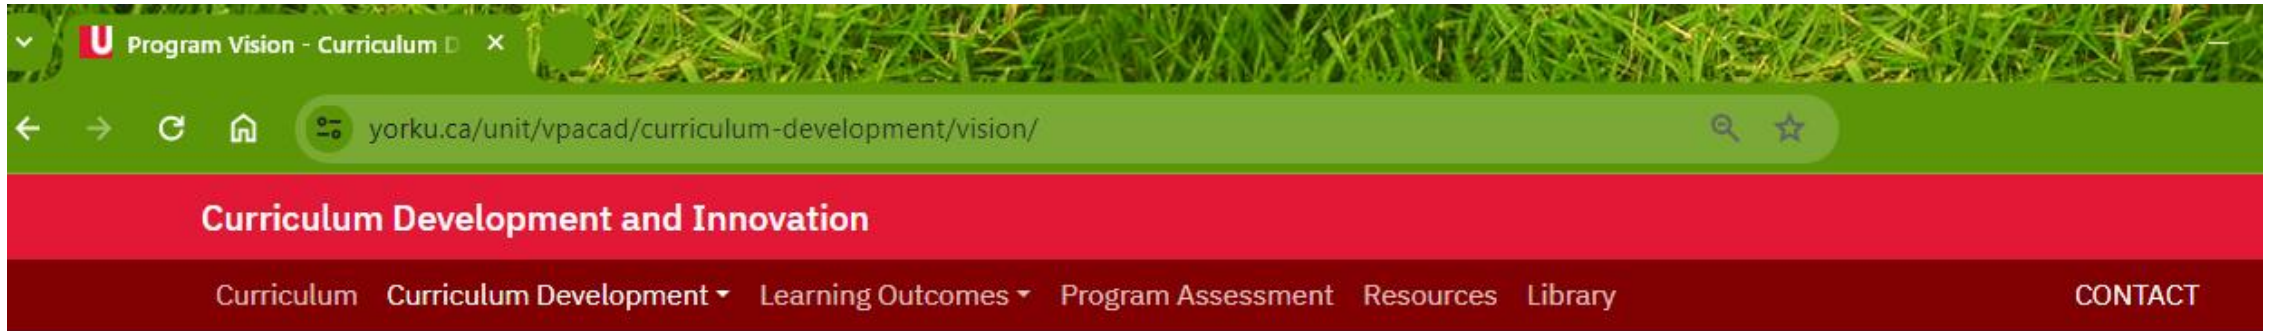 U Program Vision - Curriculum D
yorku.ca/unit/vpacad/curriculum-development/vision/
Curriculum Development and Innovation
Curriculum Curriculum Development Learning Outcomes Program Assessment Resources Library CONTACT